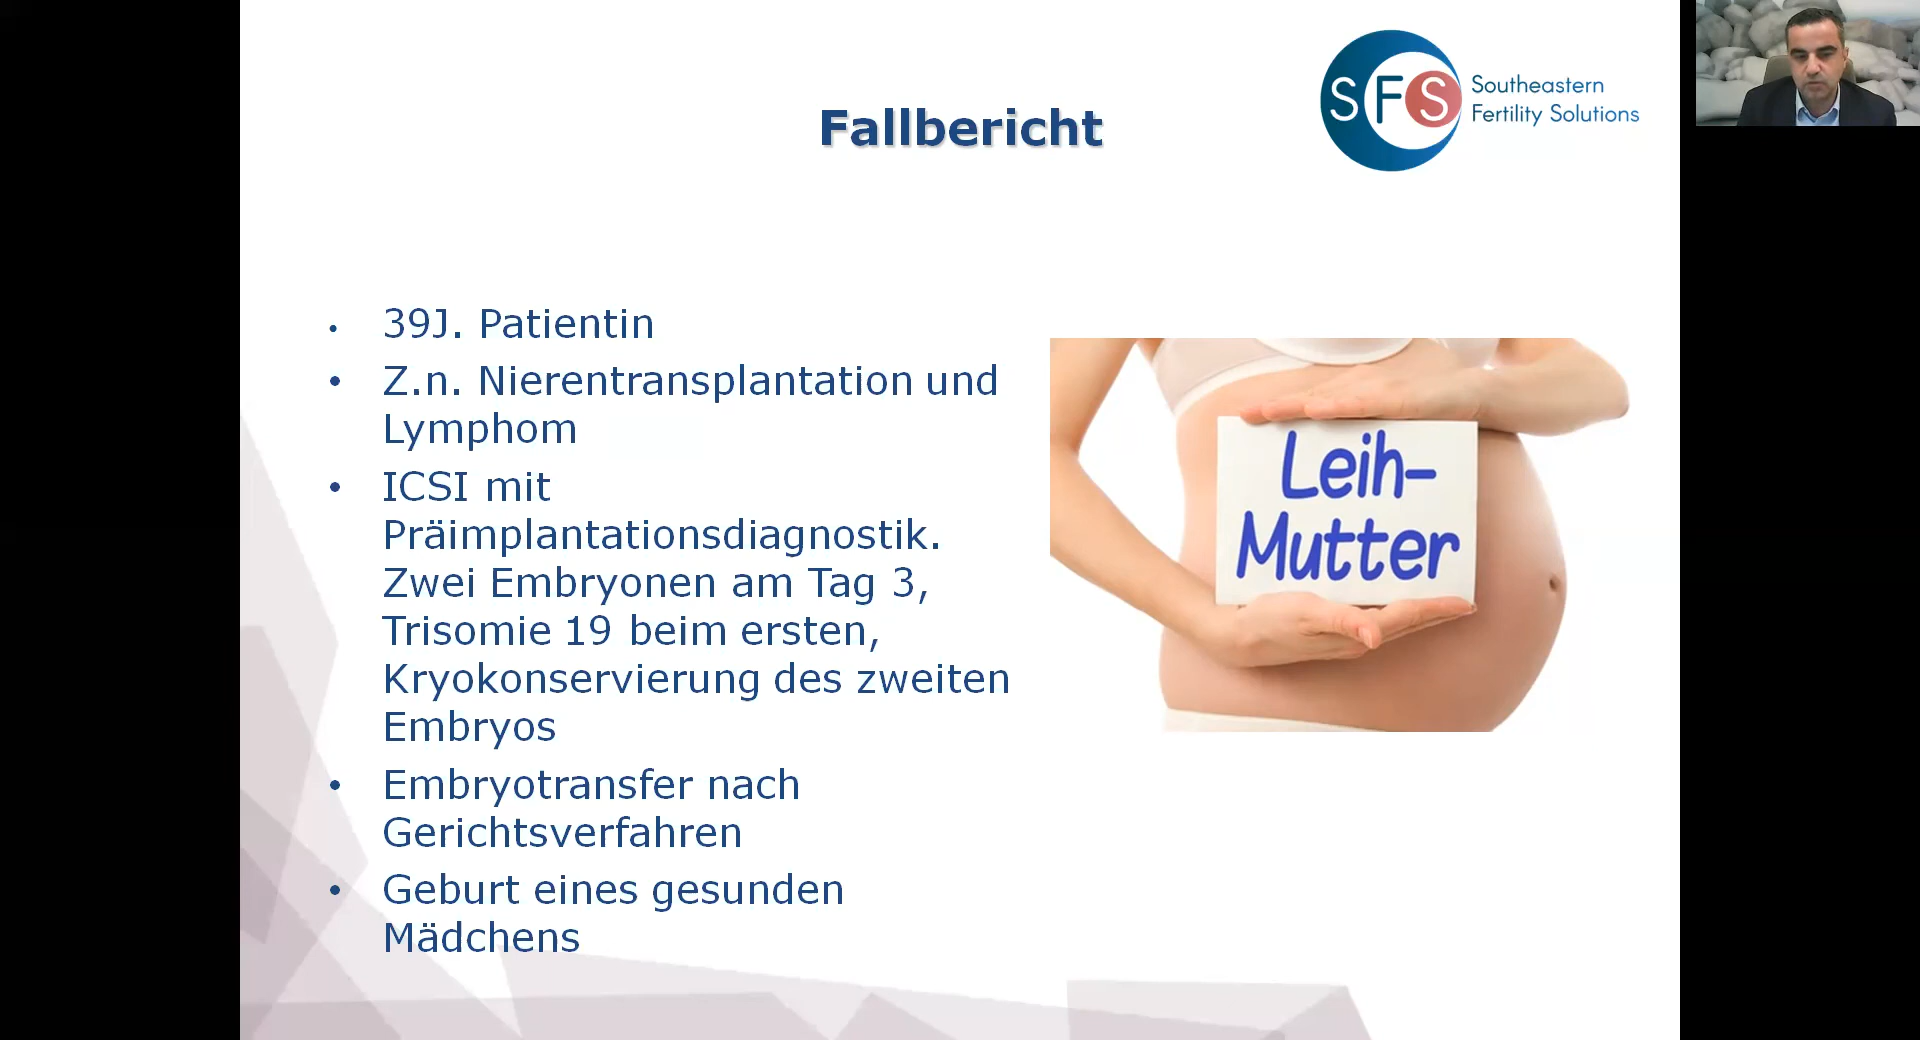 Fallbericht
SFS
Southeastern
Fertility Solutions
• 39J. Patientin
• Z.n. Nierentransplantation und
Lymphom
• ICSI mit
Präimplantationsdiagnostik.
Zwei Embryonen am Tag 3,
Trisomie 19 beim ersten,
Kryokonservierung des zweiten
Embryos
• Embryotransfer nach
Gerichtsverfahren
• Geburt eines gesunden
Mädchens
Leih-
Mutter